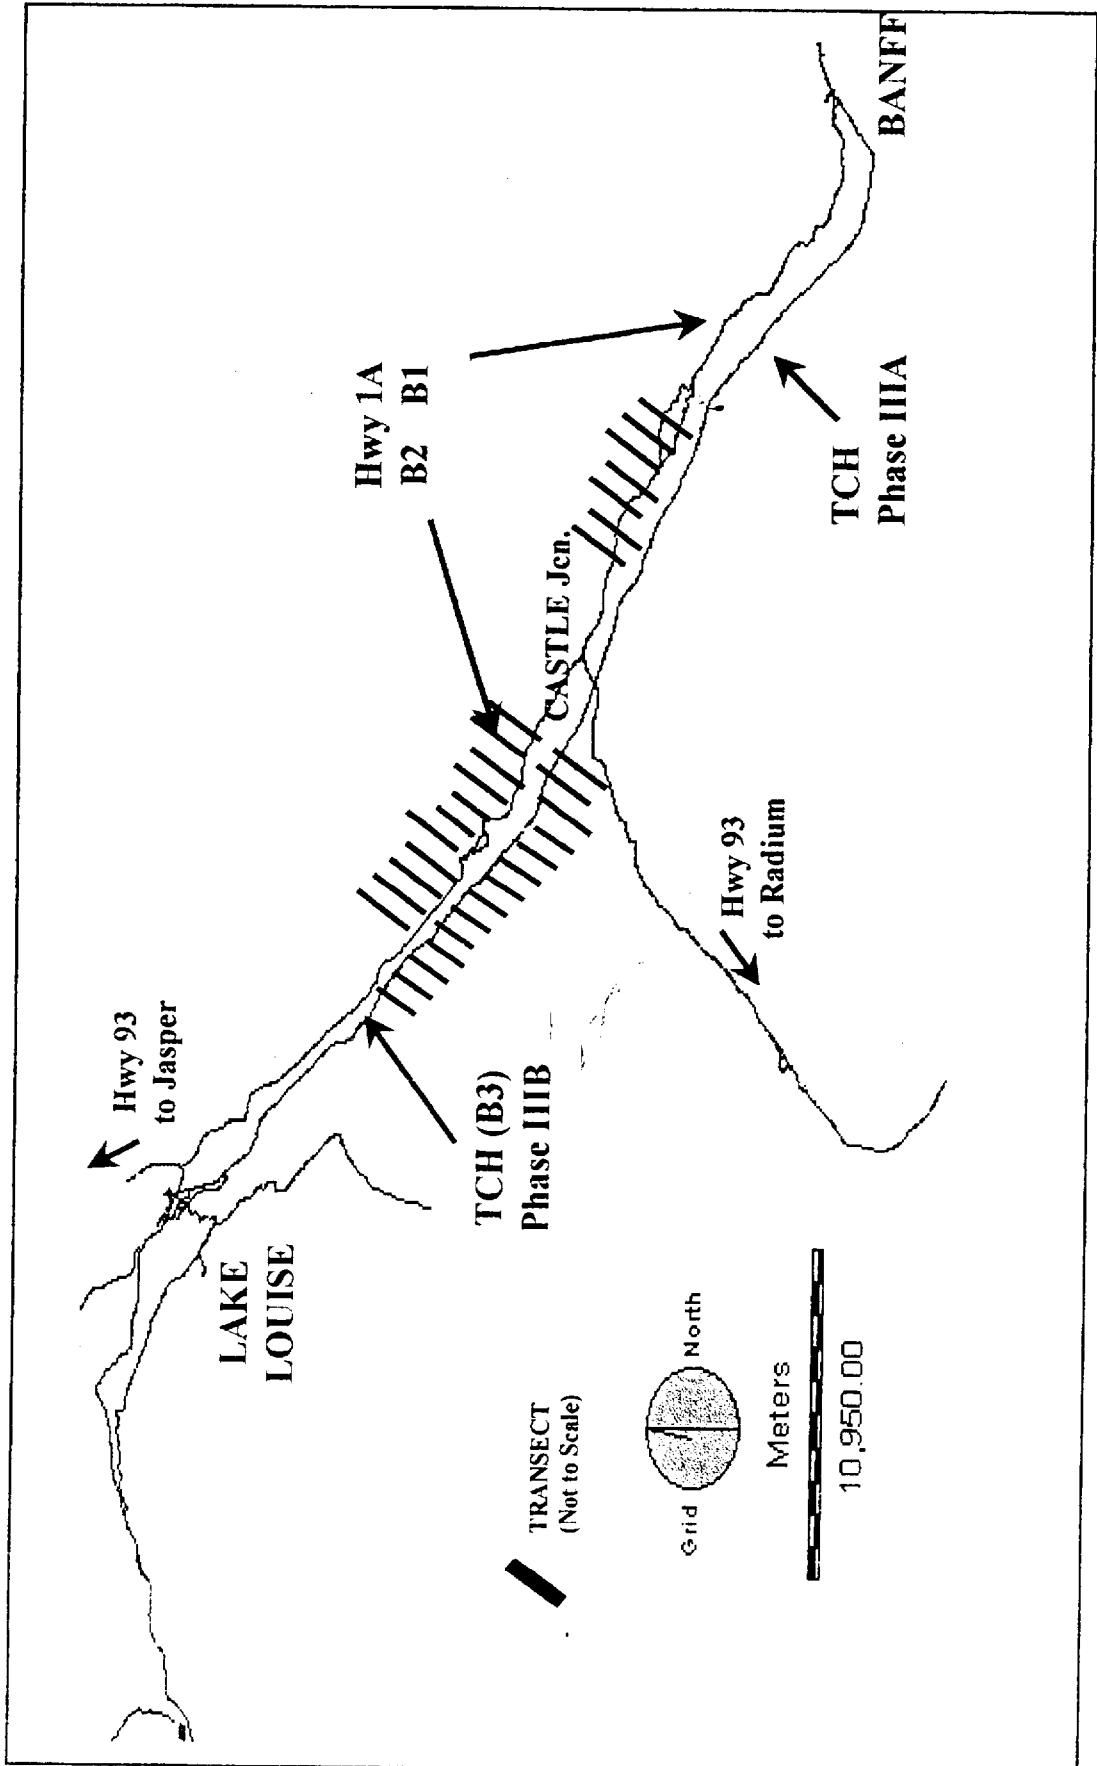 Hwy 93
to Jasper
LAKE
LOUISE
TCH (B3)
Phase IIIB
Hwy 1A
B2 B1
CASTLE Jcn.
Hwy 93
to Radium
TCH
Phase IIIA
BANFF
TRANSECT
(Not to Scale)
Grid North
Meters
10,950.00